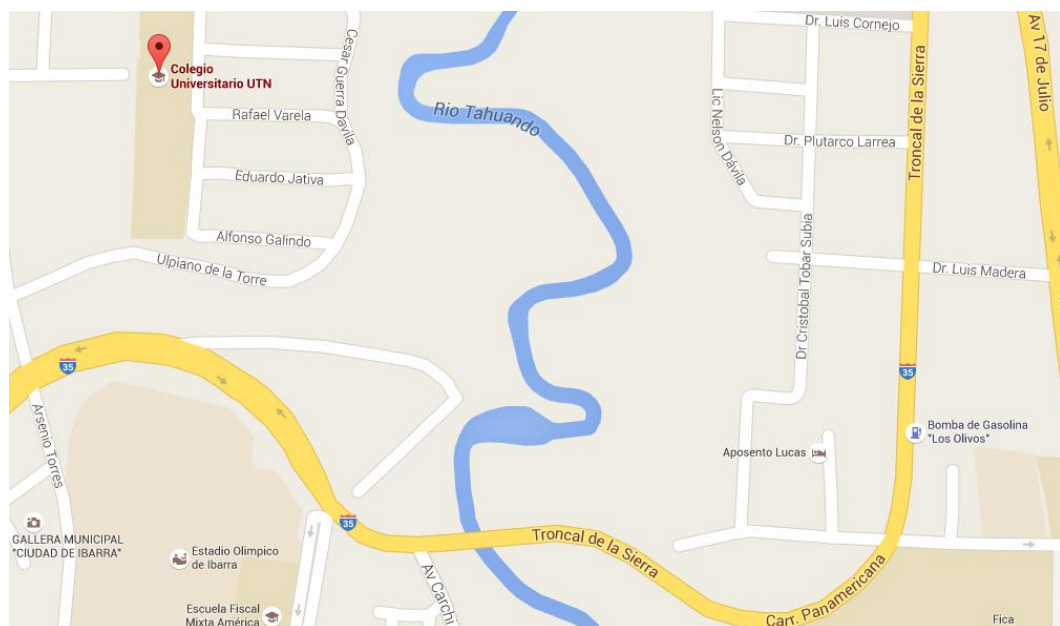 Dr. Luis Cornejo
Av 17 de Julio
Troncal de la Sierra
Cesar Guerra Dávila
Colegio
Universitario UTN
Rio Tahuando
Rafael Varela
Lic Nelson Dávila
Dr. Plutarco Larrea
Eduardo Jativa
Alfonso Galindo
Ulpiano de la Torre
Dr Cristobal Tobar Subia
Dr. Luis Madera
35
35
Arsenio Torres
Bomba de Gasolina
"Los Olivos"
Aposento Lucas
35
GALLERA MUNICIPAL
"CIUDAD DE IBARRA"
Estadio Olimpico
de Ibarra
Troncal de la Sierra
Av Carchi
Carr. Panamericana
Escuela Fiscal
Mixta América
Fica